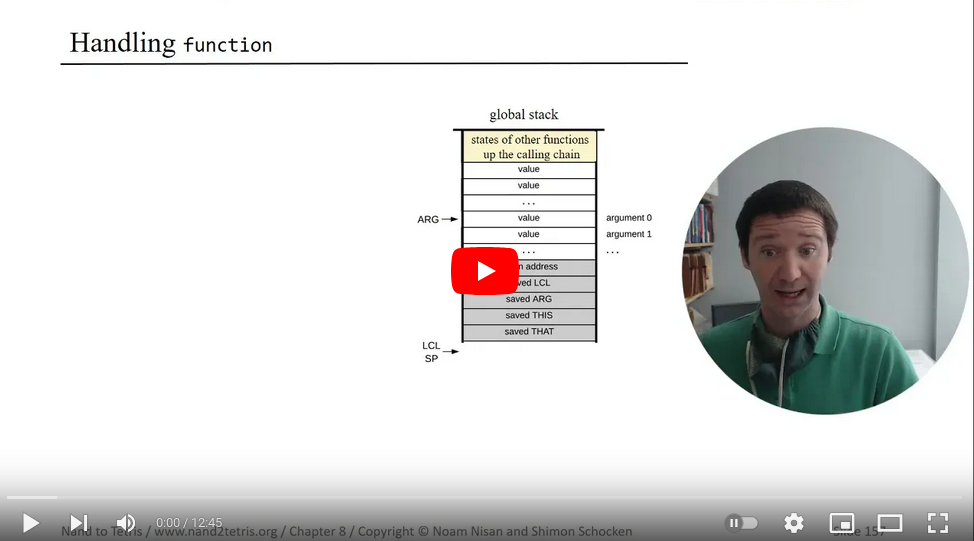 Handling function
global stack
states of other functions
up the calling chain
value
value
...
ARG value argument 0
value argument 1
... ...
address
saved ARG
saved THIS
saved THAT
LCL
SP
0:00 / 12:45
Nand to Tetris / www.nand2tetris.org / Chapter 8 / Copyright © Noam Nisan and Shimon Schocken